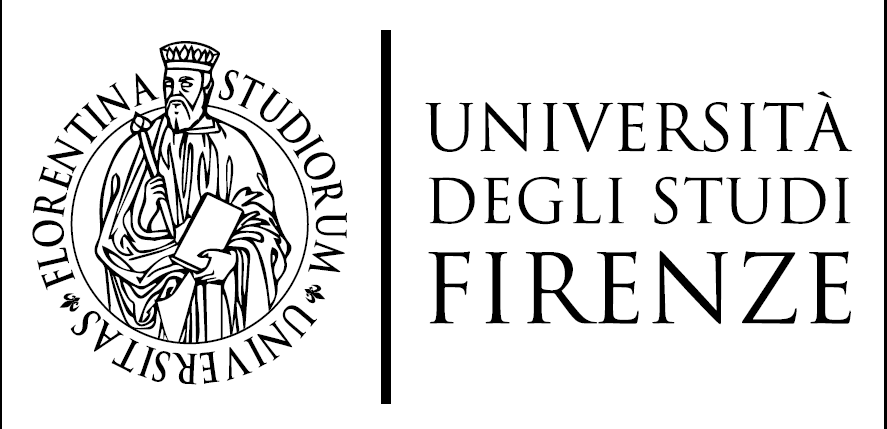 FLORENTINA STUDIORUM UNIVERSITAS
UNIVERSITÀ
DEGLI STUDI
FIRENZE